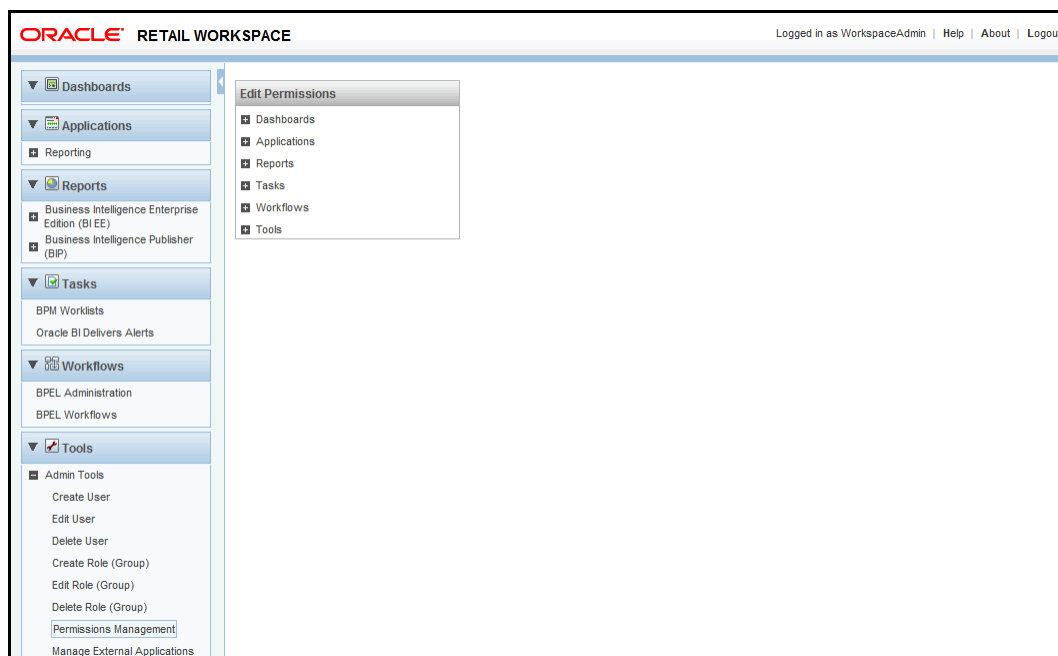 ORACLE RETAIL WORKSPACE
Logged in as WorkspaceAdmin | Help | About | Logou
Dashboards
Applications
Reporting
Reports
Business Intelligence Enterprise
Edition (BI EE)
Business Intelligence Publisher
(BIP)
Tasks
BPM Worklists
Oracle BI Delivers Alerts
Workflows
BPEL Administration
BPEL Workflows
Tools
Admin Tools
Create User
Edit User
Delete User
Create Role (Group)
Edit Role (Group)
Delete Role (Group)
Permissions Management
Manage External Applications
Edit Permissions
Dashboards
Applications
Reports
Tasks
Workflows
Tools